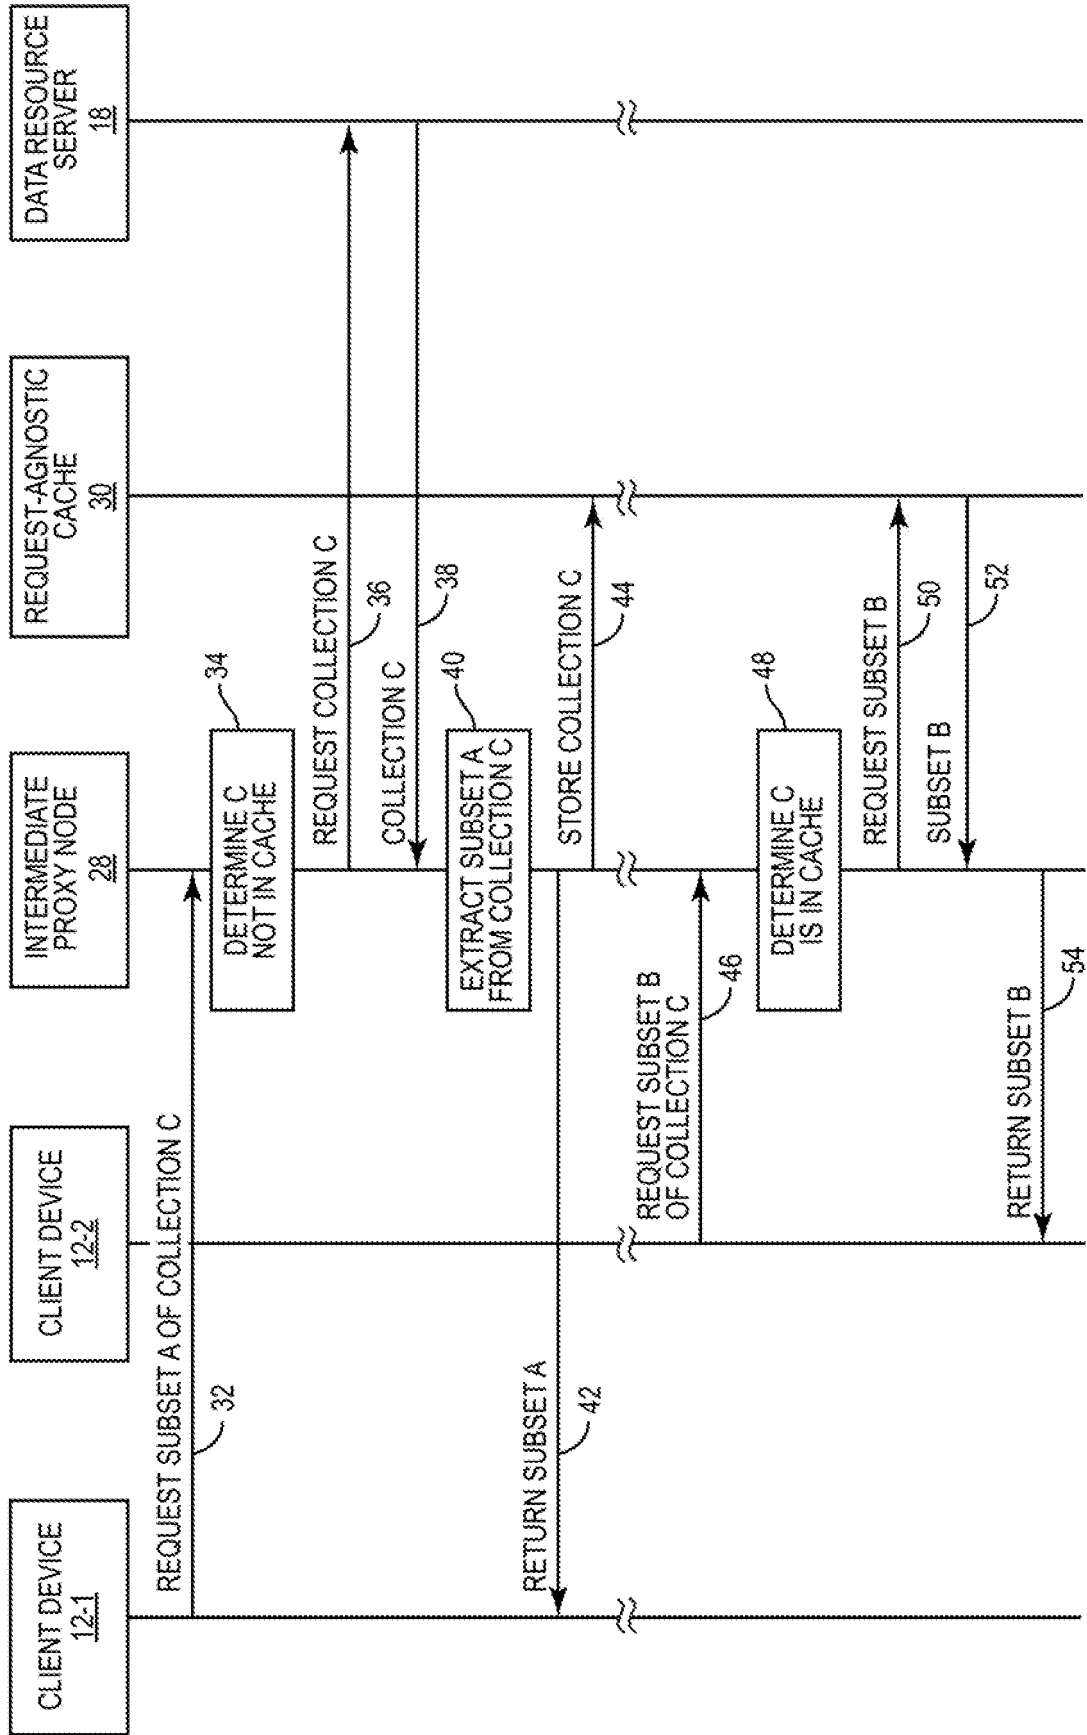 CLIENT DEVICE
12-1
CLIENT DEVICE
12-2
INTERMEDIATE
PROXY NODE
28
REQUEST-AGNOSTIC
CACHE
30
DATA RESOURCE
SERVER
18
REQUEST SUBSET A OF COLLECTION C
32
DETERMINE C
NOT IN CACHE
34
REQUEST COLLECTION C
36
COLLECTION C
38
EXTRACT SUBSET A
FROM COLLECTION C
40
RETURN SUBSET A
42
STORE COLLECTION C
44
REQUEST SUBSET B
OF COLLECTION C
46
DETERMINE C
IS IN CACHE
48
REQUEST SUBSET B
50
SUBSET B
52
RETURN SUBSET B
54